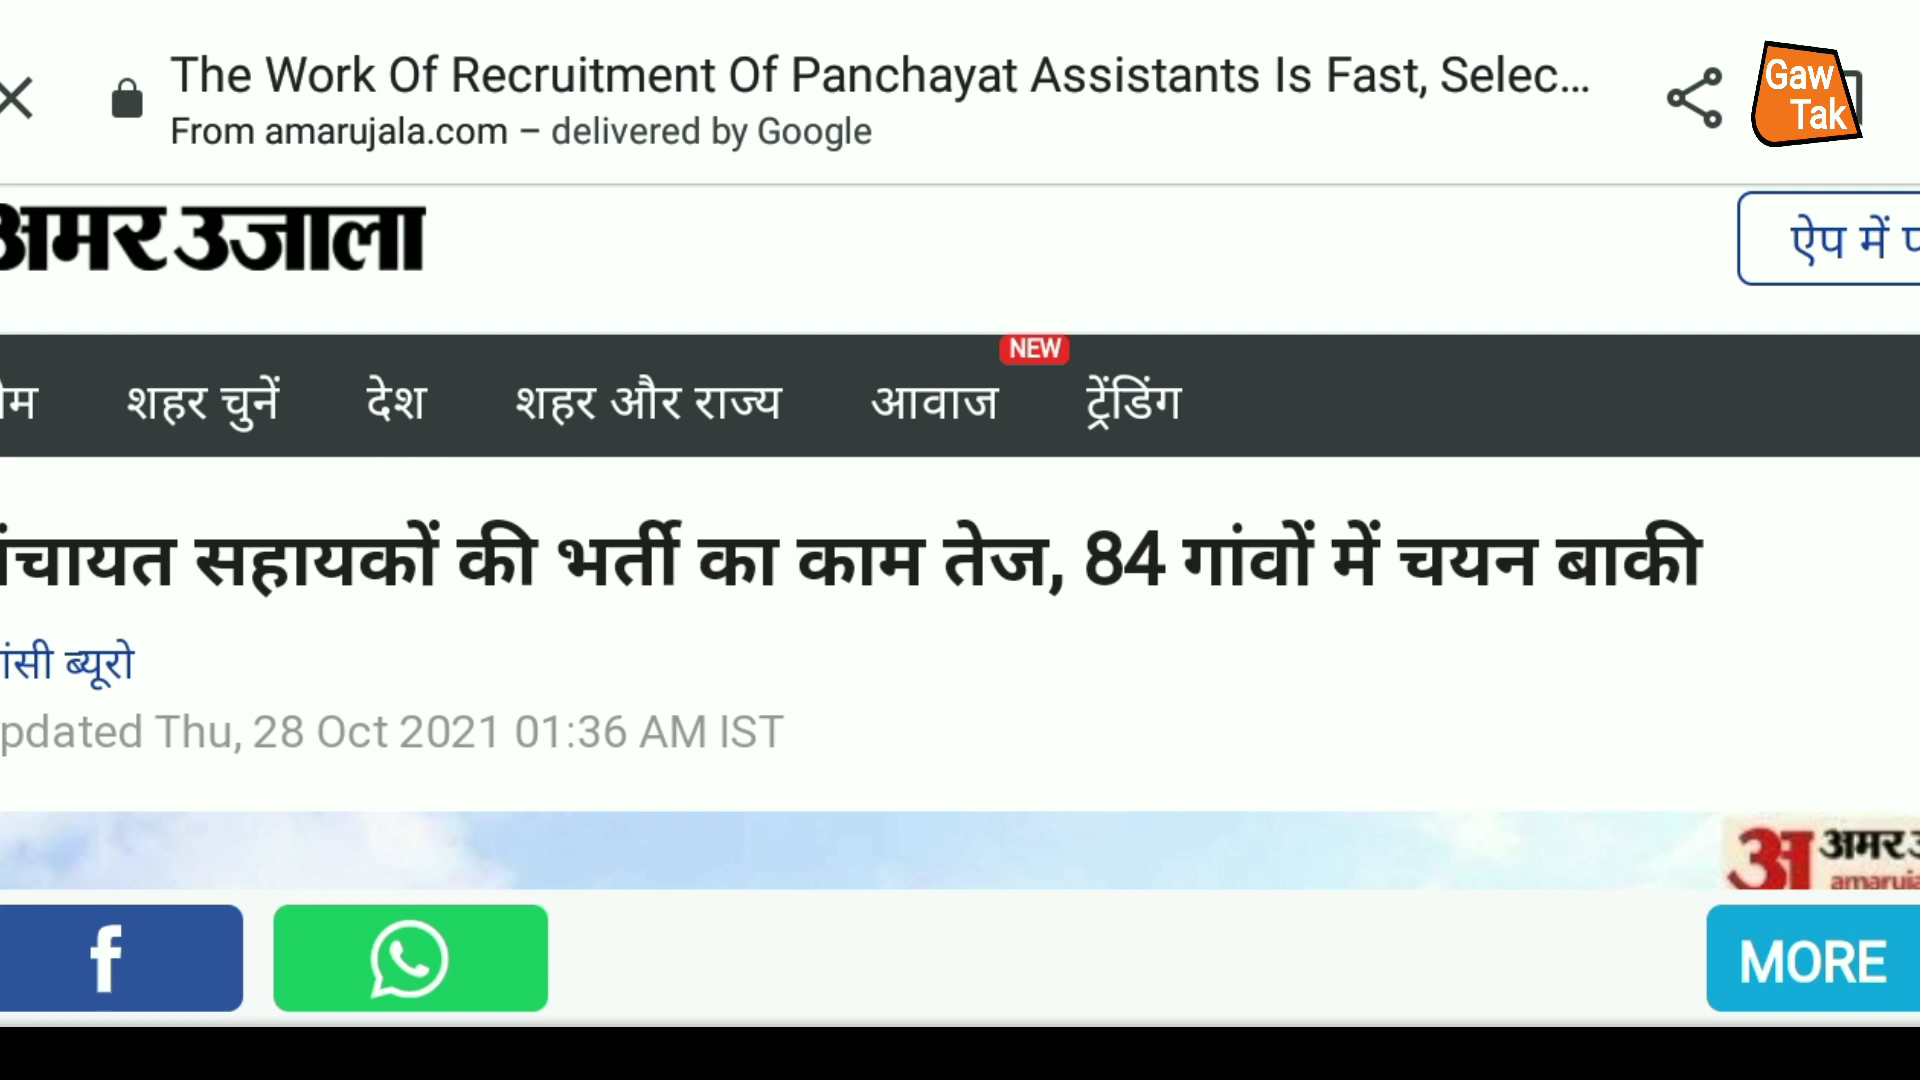 The Work Of Recruitment Of Panchayat Assistants Is Fast, Selec...
From amarujala.com – delivered by Google
Gaw
Tak
अमर उजाला
ऐप में
NEW
शहर चुनें देश शहर और राज्य आवाज ट्रेंडिंग
सहायकों की भर्ती का काम तेज, 84 गांवों में चयन बाकी
ब्यूरो
pdated Thu, 28 Oct 2021 01:36 AM IST
अ अमर
f
MORE